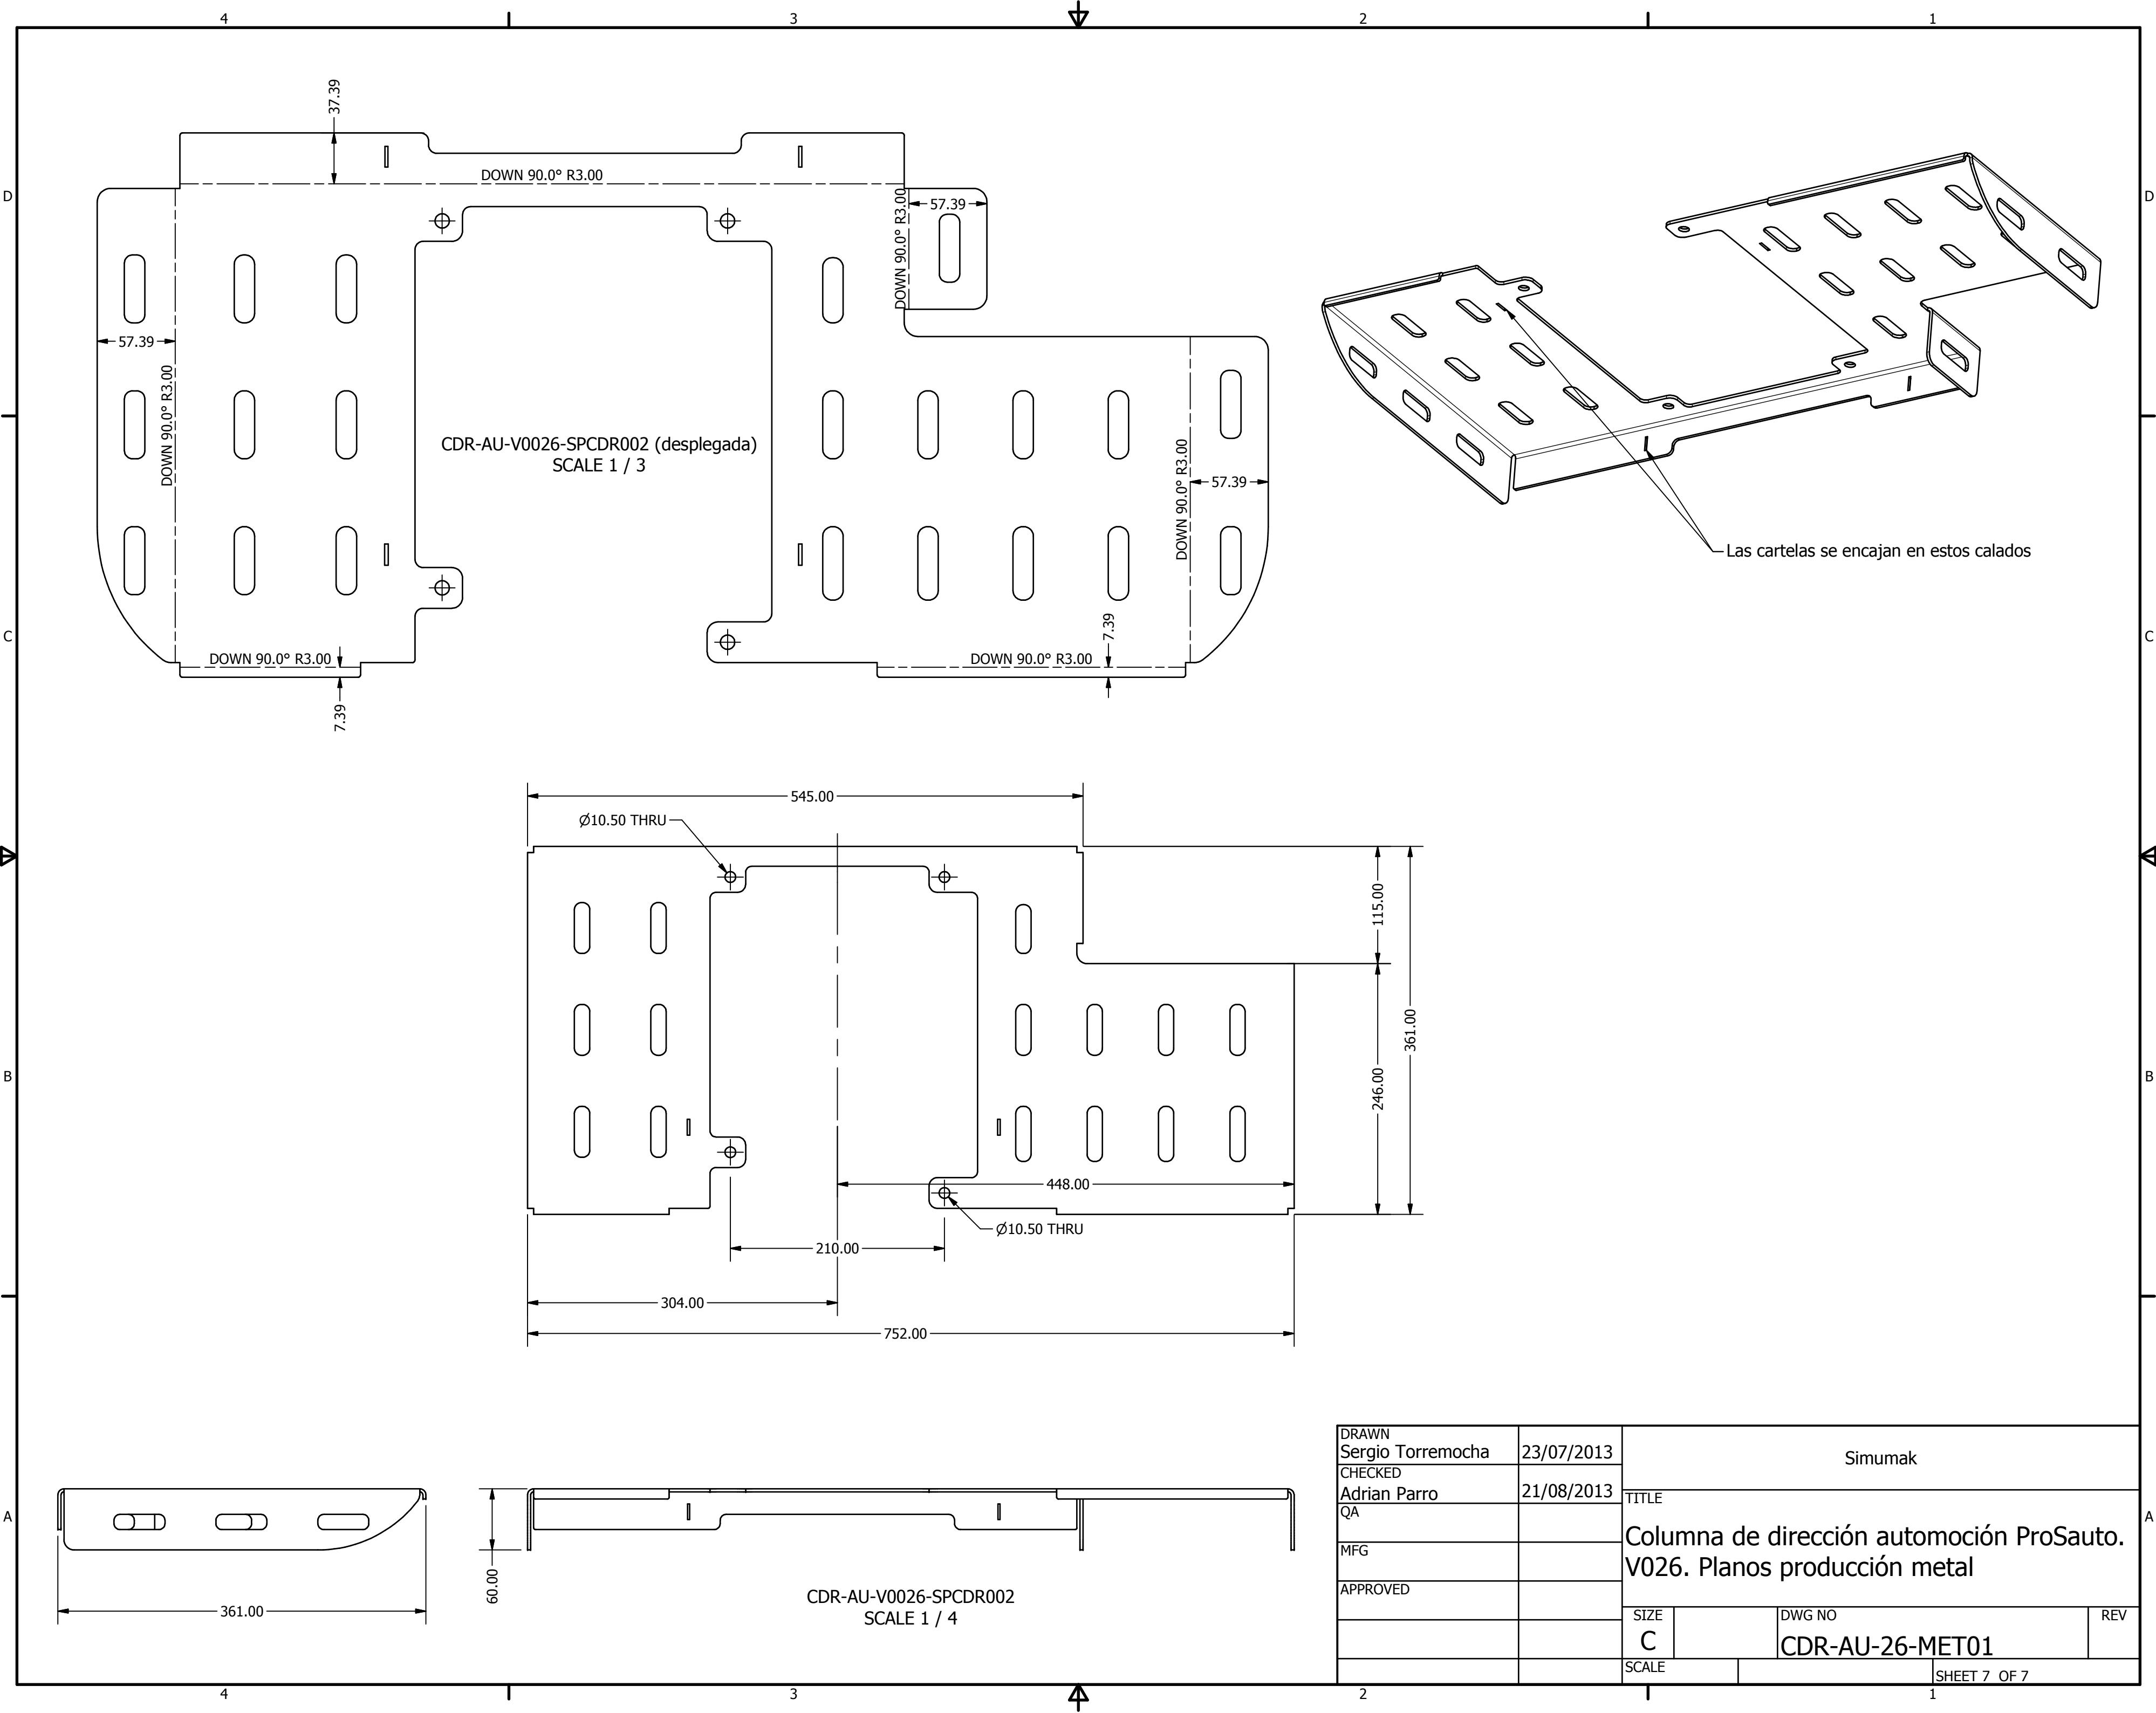 4
3
2
1
D
D
C
C
B
B
A
A
37.39
DOWN 90.0° R3.00
57.39
DOWN 90.0° R3.00
57.39
DOWN 90.0° R3.00
CDR-AU-V0026-SPCDR002 (desplegada)
SCALE 1 / 3
DOWN 90.0° R3.00
57.39
DOWN 90.0° R3.00
7.39
DOWN 90.0° R3.00
7.39
Las cartelas se encajan en estos calados
545.00
Ø10.50 THRU
115.00
361.00
246.00
448.00
Ø10.50 THRU
210.00
304.00
752.00
361.00
60.00
CDR-AU-V0026-SPCDR002
SCALE 1 / 4
DRAWN
Sergio Torremocha
23/07/2013
CHECKED
Adrian Parro
21/08/2013
QA
MFG
APPROVED
Simumak
TITLE
Columna de dirección automoción ProSauto.
V026. Planos producción metal
SIZE
C
DWG NO
CDR-AU-26-MET01
REV
SCALE
SHEET 7 OF 7
4
3
2
1